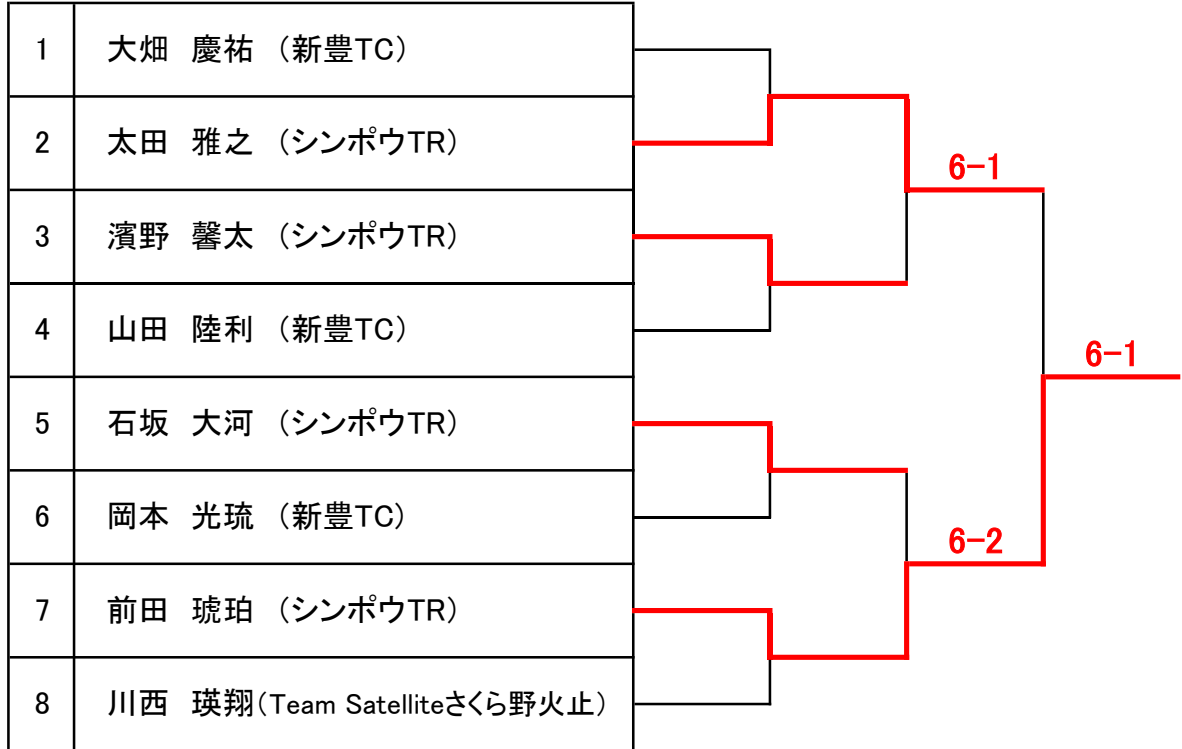 1 大畑 慶祐 (新豊TC)
2 太田 雅之 (シンポウTR)
6-1
3 濱野 馨太 (シンポウTR)
4 山田 陸利 (新豊TC)
6-1
5 石坂 大河 (シンポウTR)
6 岡本 光琉 (新豊TC)
6-2
7 前田 琥珀 (シンポウTR)
8 川西 瑛翔(Team Satelliteさくら野火止)